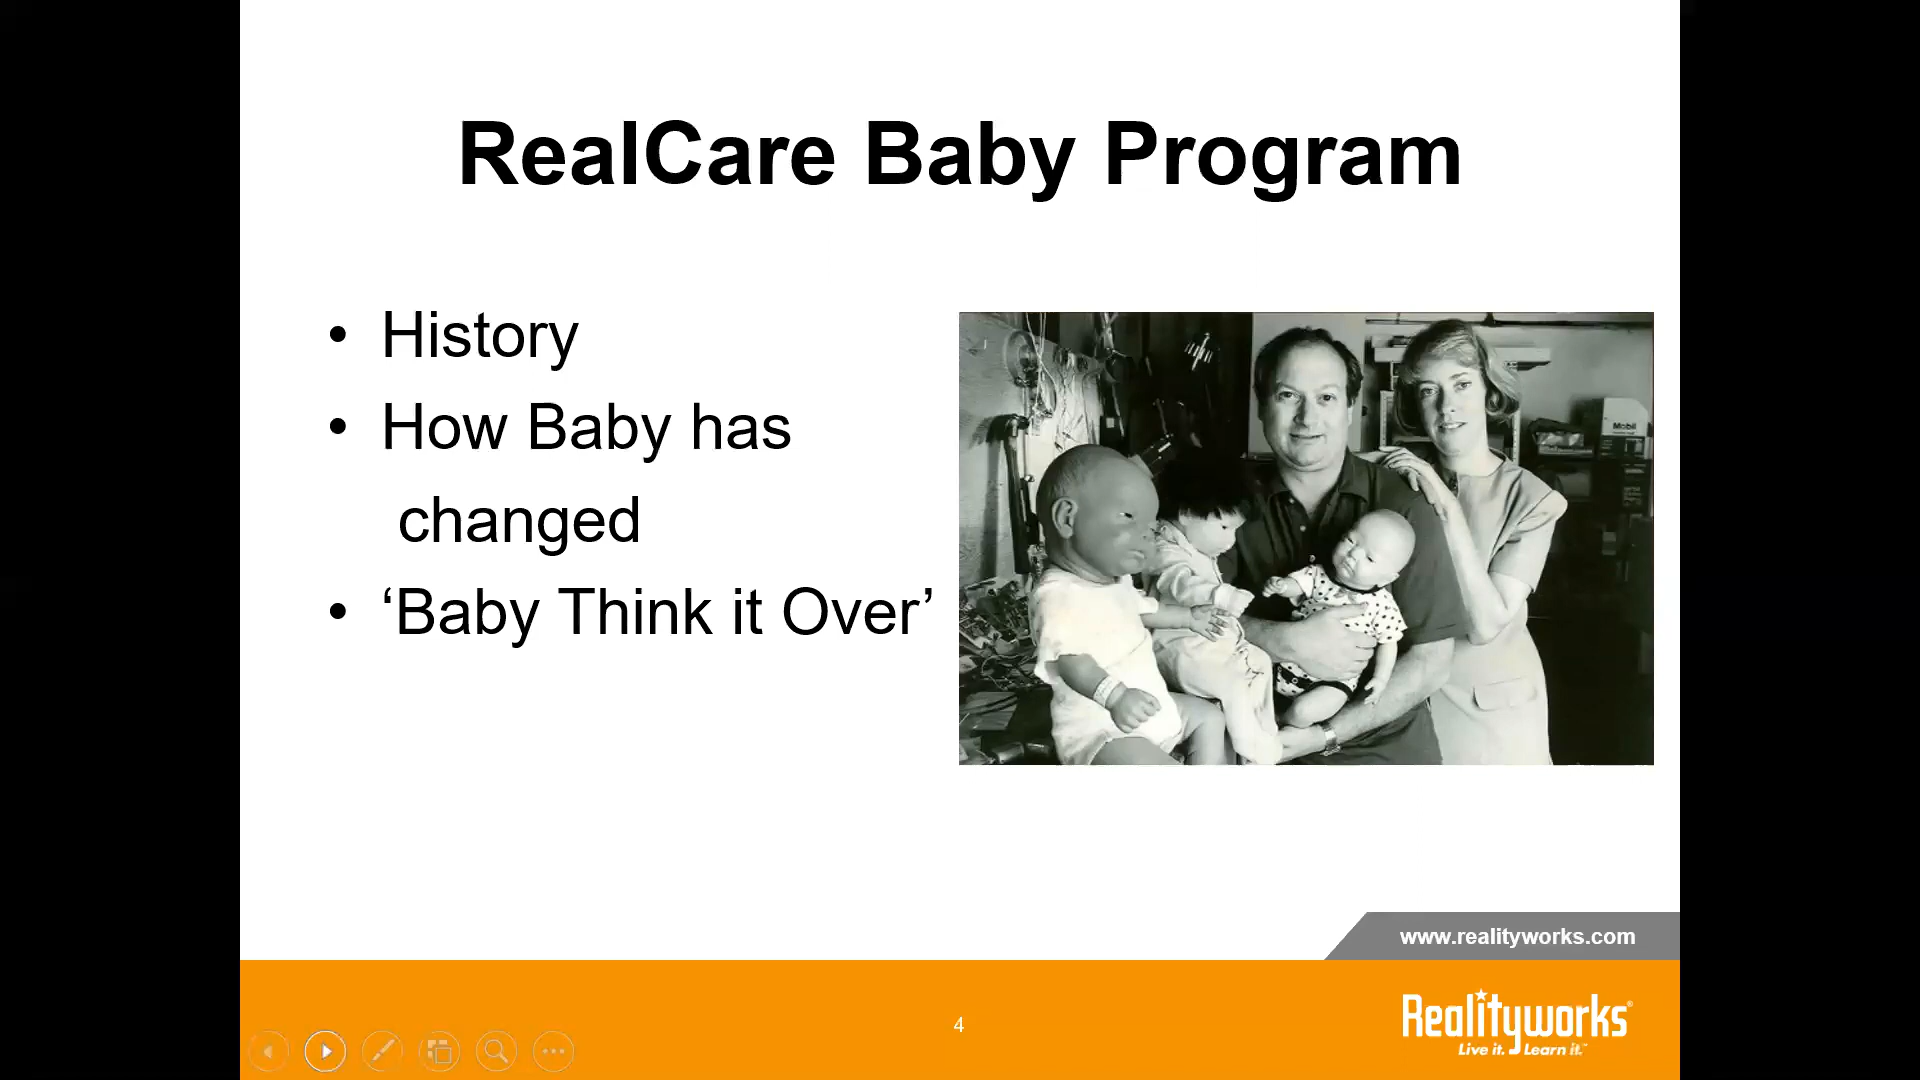 RealCare Baby Program
• History
• How Baby has
changed
• ‘Baby Think it Over’
Mobil
www.realityworks.com
4
Realityworks®
Live it. Learn it.™